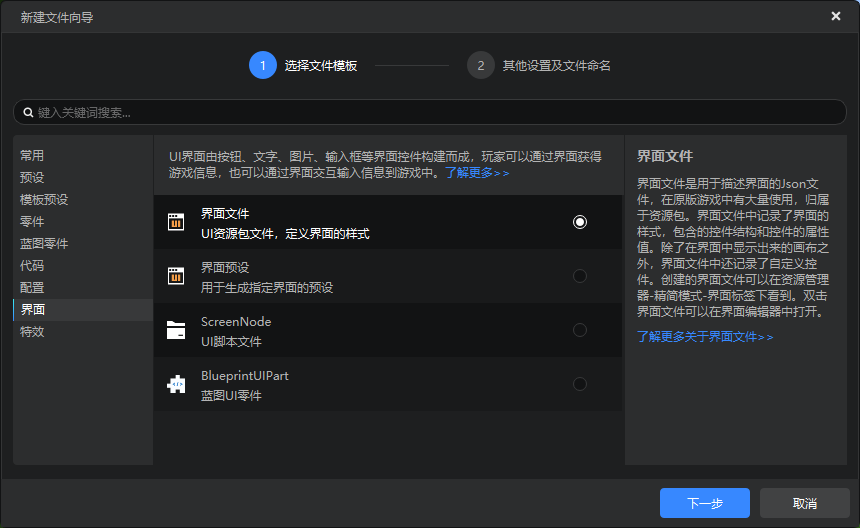 新建文件向导
1 选择文件模板
2 其他设置及文件命名
键入关键词搜索...
常用
预设
模板预设
零件
蓝图零件
代码
配置
界面
特效
UI界面由按钮、文字、图片、输入框等界面控件构建而成，玩家可以通过界面获得
游戏信息，也可以通过界面交互输入信息到游戏中。了解更多>>
界面文件
UI资源包文件，定义界面的样式
界面预设
用于生成指定界面的预设
ScreenNode
UI脚本文件
BlueprintUIPart
蓝图UI零件
界面文件
界面文件是用于描述界面的Json文
件，在原版游戏中有大量使用，归属
于资源包。界面文件中记录了界面的
样式，包含的控件结构和控件的属性
值。除了在界面中显示出来的画布之
外，界面文件中还记录了自定义控
件。创建的界面文件可以在资源管理
器-精简模式-界面标签下看到。双击
界面文件可以在界面编辑器中打开。
了解更多关于界面文件>>
下一步
取消